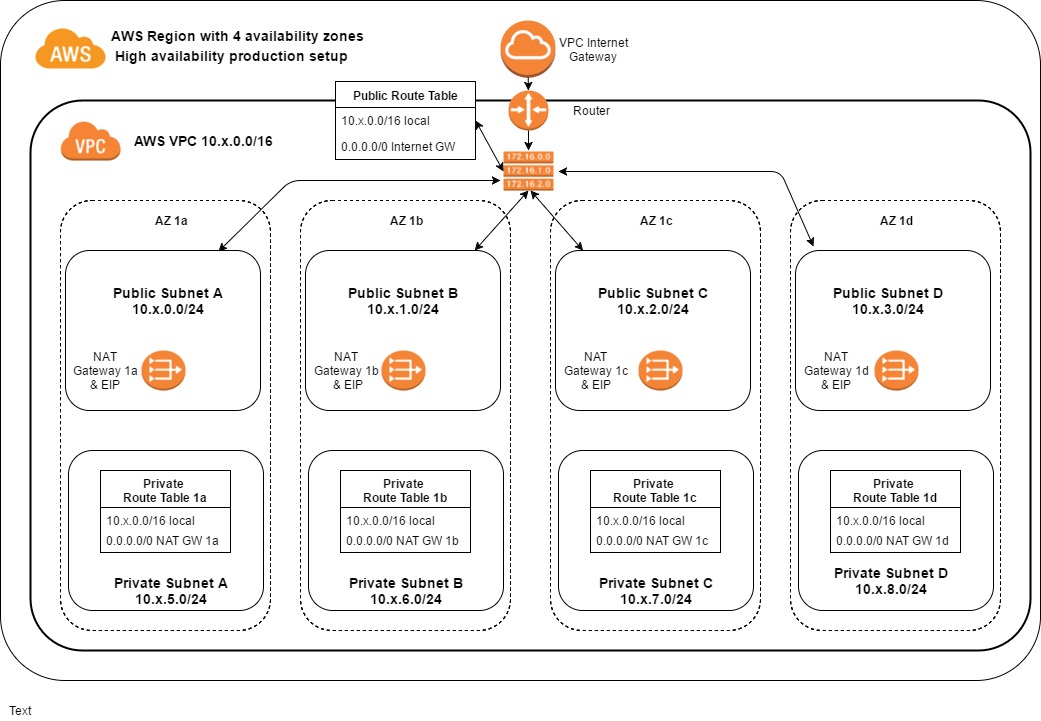 AWS
AWS Region with 4 availability zones
High availability production setup
VPC Internet
Gateway
Public Route Table
10.x.0.0/16 local
0.0.0.0/0 Internet GW
Router
VPC
AWS VPC 10.x.0.0/16
172.16.0.0
172.16.1.0
172.16.2.0
AZ 1a
AZ 1b
AZ 1c
AZ 1d
Public Subnet A
10.x.0.0/24
NAT
Gateway 1a
& EIP
Public Subnet B
10.x.1.0/24
NAT
Gateway 1b
& EIP
Public Subnet C
10.x.2.0/24
NAT
Gateway 1c
& EIP
Public Subnet D
10.x.3.0/24
NAT
Gateway 1d
& EIP
Private
Route Table 1a
10.x.0.0/16 local
0.0.0.0/0 NAT GW 1a
Private Subnet A
10.x.5.0/24
Private
Route Table 1b
10.x.0.0/16 local
0.0.0.0/0 NAT GW 1b
Private Subnet B
10.x.6.0/24
Private
Route Table 1c
10.x.0.0/16 local
0.0.0.0/0 NAT GW 1c
Private Subnet C
10.x.7.0/24
Private
Route Table 1d
10.x.0.0/16 local
0.0.0.0/0 NAT GW 1d
Private Subnet D
10.x.8.0/24
Text